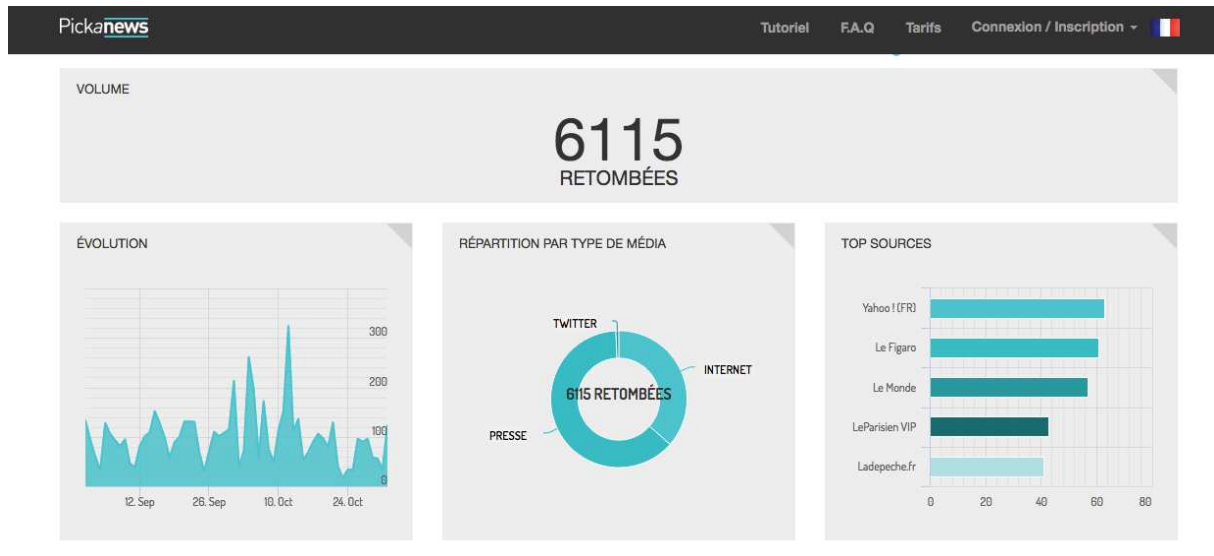 Pickanews
Tutoriel F.A.Q Tarifs Connexion / Inscription
VOLUME
6115
RETOMBÉES
ÉVOLUTION
300
200
100
0
12. Sep 26. Sep 10. Oct 24. Oct
RÉPARTITION PAR TYPE DE MÉDIA
TWITTER
INTERNET
6115 RETOMBÉES
PRESSE
TOP SOURCES
Yahoo ! (FR)
Le Figaro
Le Monde
LeParisien VIP
Ladepeche.fr
0 20 40 60 80